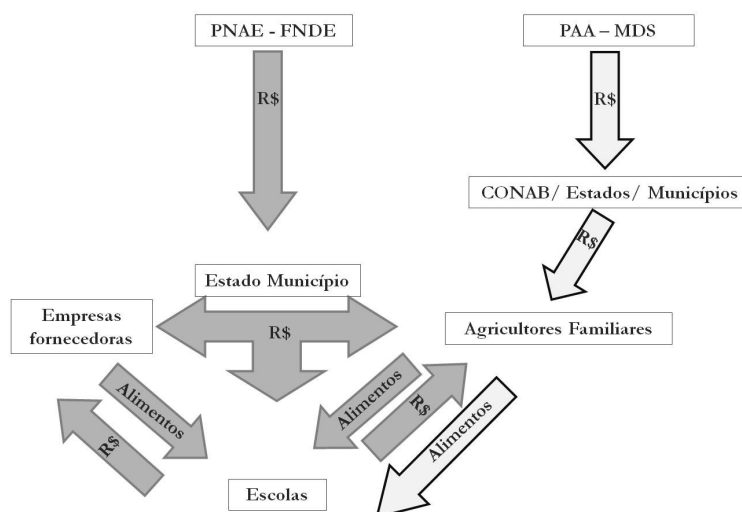 PNAE - FNDE
PAA – MDS
R$
R$
CONAB/ Estados/ Municípios
R$
Estado Município
Empresas
fornecedoras
R$
Agricultores Familiares
Alimentos
R$
Alimentos
R$
Alimentos
Escolas